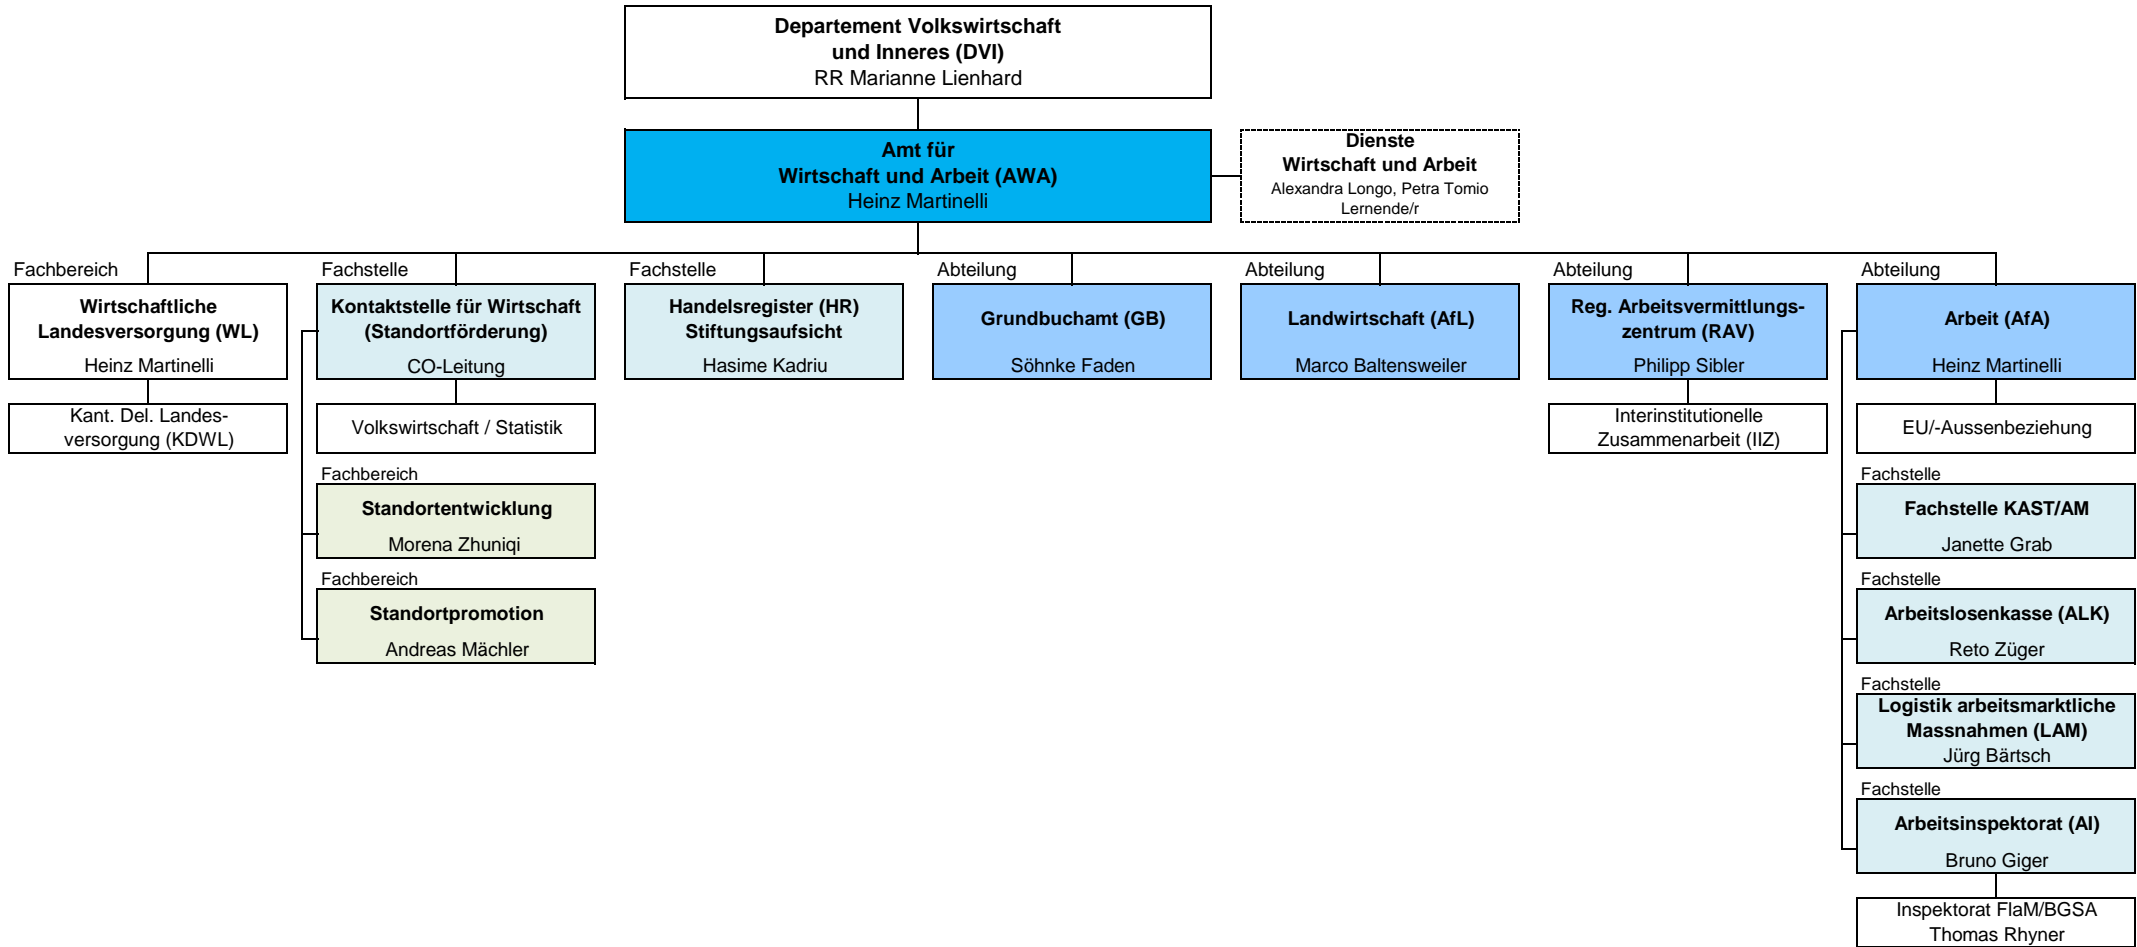 Departement Volkswirtschaft
und Inneres (DVI)
RR Marianne Lienhard
Amt für
Wirtschaft und Arbeit (AWA)
Heinz Martinelli
Dienste
Wirtschaft und Arbeit
Alexandra Longo, Petra Tomio
Lernende/r
Fachbereich
Wirtschaftliche
Landesversorgung (WL)
Heinz Martinelli
Kant. Del. Landes-
versorgung (KDWL)
Fachstelle
Kontaktstelle für Wirtschaft
(Standortförderung)
CO-Leitung
Volkswirtschaft / Statistik
Fachbereich
Standortentwicklung
Morena Zhuniqi
Fachbereich
Standortpromotion
Andreas Mächler
Fachstelle
Handelsregister (HR)
Stiftungsaufsicht
Hasime Kadriu
Abteilung
Grundbuchamt (GB)
Söhnke Faden
Abteilung
Landwirtschaft (AfL)
Marco Baltensweiler
Abteilung
Reg. Arbeitsvermittlungs-
zentrum (RAV)
Philipp Sibler
Interinstitutionelle
Zusammenarbeit (IIZ)
Abteilung
Arbeit (AfA)
Heinz Martinelli
EU/-Aussenbeziehung
Fachstelle
Fachstelle KAST/AM
Janette Grab
Fachstelle
Arbeitslosenkasse (ALK)
Reto Züger
Fachstelle
Logistik arbeitsmarktliche
Massnahmen (LAM)
Jürg Bärtsch
Fachstelle
Arbeitsinspektorat (AI)
Bruno Giger
Inspektorat FlaM/BGSA
Thomas Rhyner